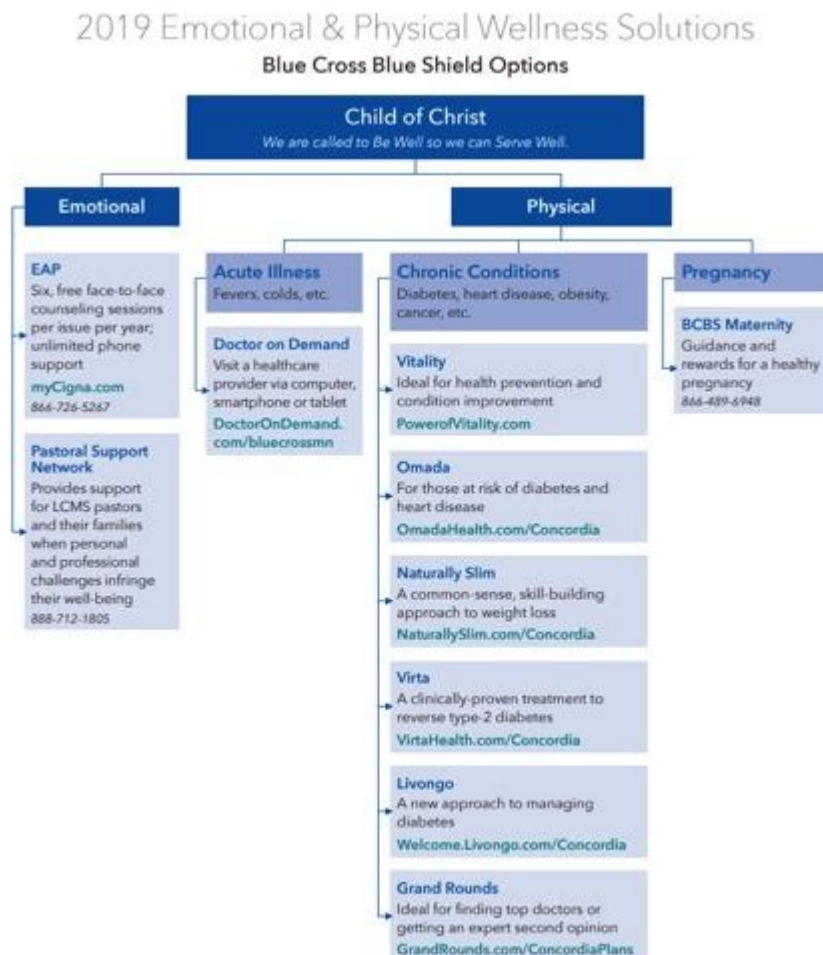 2019 Emotional & Physical Wellness Solutions
Blue Cross Blue Shield Options
Child of Christ
We are called to Be Well so we can Serve Well.
Emotional
EAP
Six, free face-to-face
counseling sessions
per issue per year;
unlimited phone
support
myCigna.com
866-726-5267
Pastoral Support
Network
Provides support
for LCMS pastors
and their families
when personal
and professional
challenges infringe
their well-being
888-712-1805
Physical
Acute Illness
Fevers, colds, etc.
Doctor on Demand
Visit a healthcare
provider via computer,
smartphone or tablet
DoctorOnDemand.
com/bluecrossmn
Chronic Conditions
Diabetes, heart disease, obesity,
cancer, etc.
Vitality
Ideal for health prevention and
condition improvement
PowerofVitality.com
Omada
For those at risk of diabetes and
heart disease
OmadaHealth.com/Concordia
Naturally Slim
A common-sense, skill-building
approach to weight loss
NaturallySlim.com/Concordia
Virta
A clinically-proven treatment to
reverse type-2 diabetes
VirtaHealth.com/Concordia
Livongo
A new approach to managing
diabetes
Welcome.Livongo.com/Concordia
Grand Rounds
Ideal for finding top doctors or
getting an expert second opinion
GrandRounds.com/ConcordiaPlans
Pregnancy
BCBS Maternity
Guidance and
rewards for a healthy
pregnancy
866-489-6948